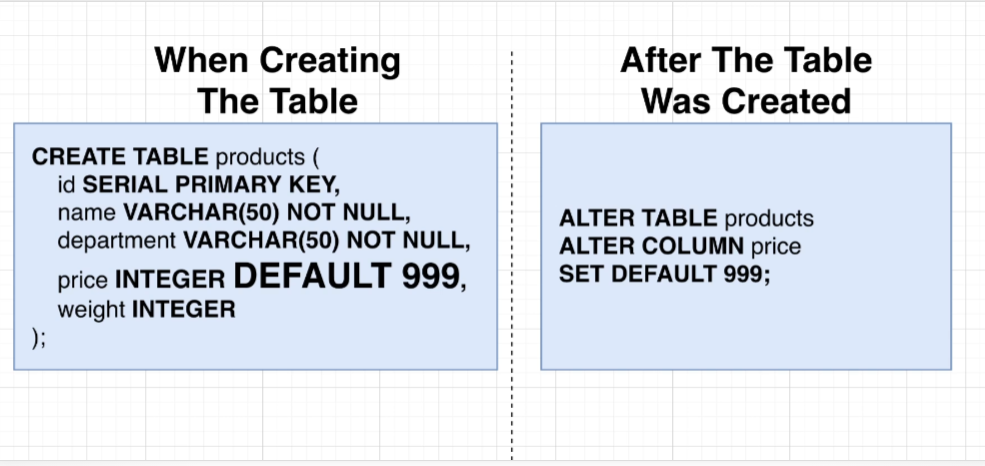 When Creating
The Table
CREATE TABLE products (
id SERIAL PRIMARY KEY,
name VARCHAR(50) NOT NULL,
department VARCHAR(50) NOT NULL,
price INTEGER DEFAULT 999,
weight INTEGER
);
After The Table
Was Created
ALTER TABLE products
ALTER COLUMN price
SET DEFAULT 999;